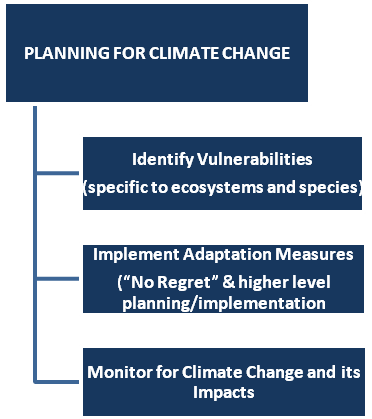 PLANNING FOR CLIMATE CHANGE
Identify Vulnerabilities
(specific to ecosystems and species)
Implement Adaptation Measures
(“No Regret” & higher level
planning/implementation
Monitor for Climate Change and its
Impacts